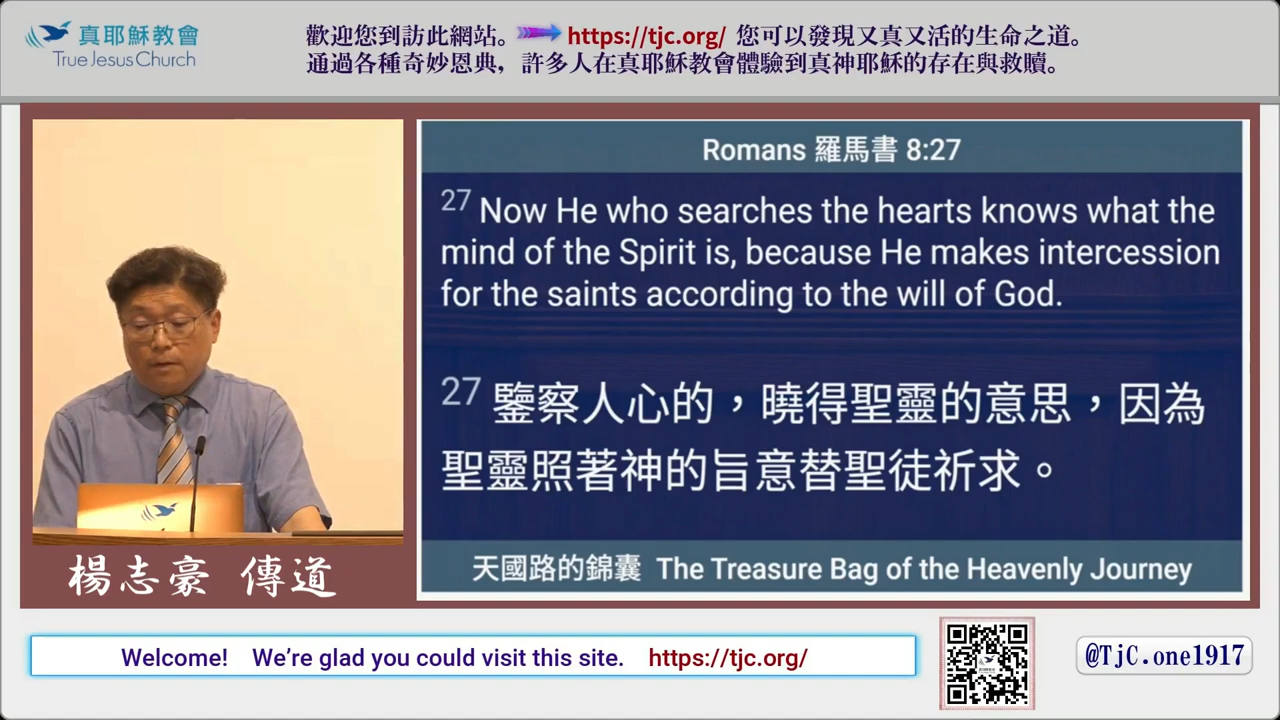 真耶穌教會
True Jesus Church
歡迎您到訪此網站。 https://tjc.org/ 您可以發現又真又活的生命之道。
通過各種奇妙恩典，許多人在真耶穌教會體驗到真神耶穌的存在與救贖。
Romans 羅馬書 8:27
27 Now He who searches the hearts knows what the
mind of the Spirit is, because He makes intercession
for the saints according to the will of God.
27 鑒察人心的，曉得聖靈的意思，因為
聖靈照著神的旨意替聖徒祈求。
天國路的錦囊 The Treasure Bag of the Heavenly Journey
楊志豪 傳道
Welcome! We’re glad you could visit this site. https://tjc.org/
@TjC.one1917